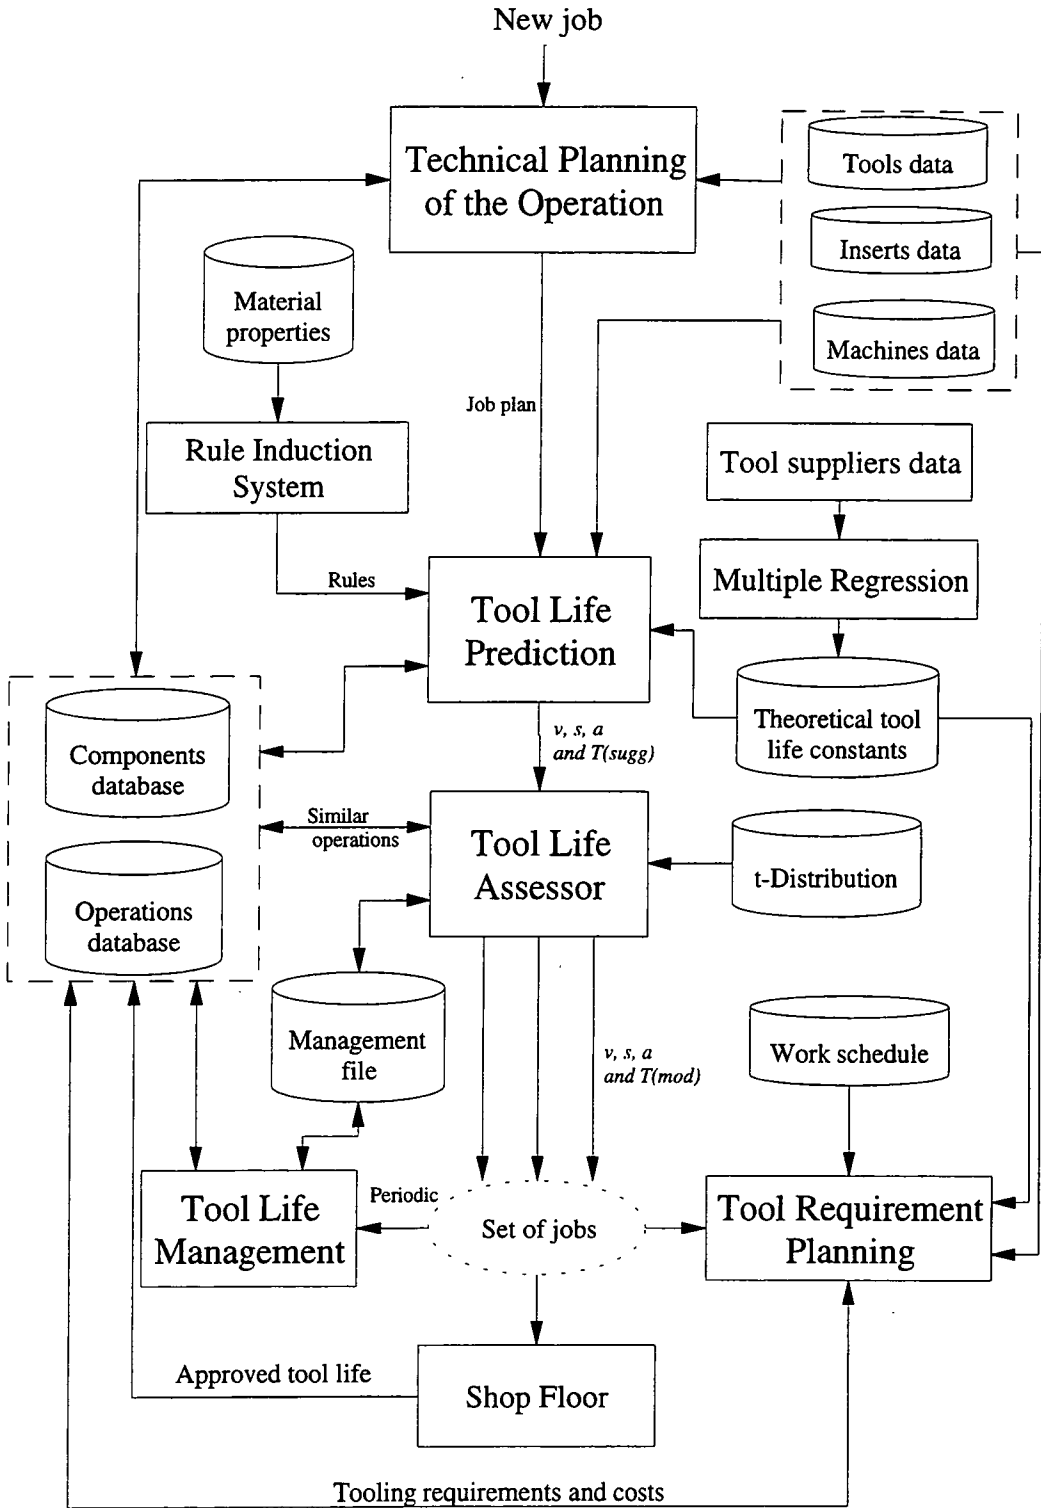 New job
Technical Planning
of the Operation
Tools data
Inserts data
Machines data
Material
properties
Job plan
Rule Induction
System
Tool suppliers data
Rules
Multiple Regression
Tool Life
Prediction
Theoretical tool
life constants
v, s, a
and T(sugg)
Components
database
Similar
operations
Tool Life
Assessor
t-Distribution
Operations
database
Management
file
v, s, a
and T(mod)
Work schedule
Tool Life
Management
Periodic
Set of jobs
Tool Requirement
Planning
Approved tool life
Shop Floor
Tooling requirements and costs